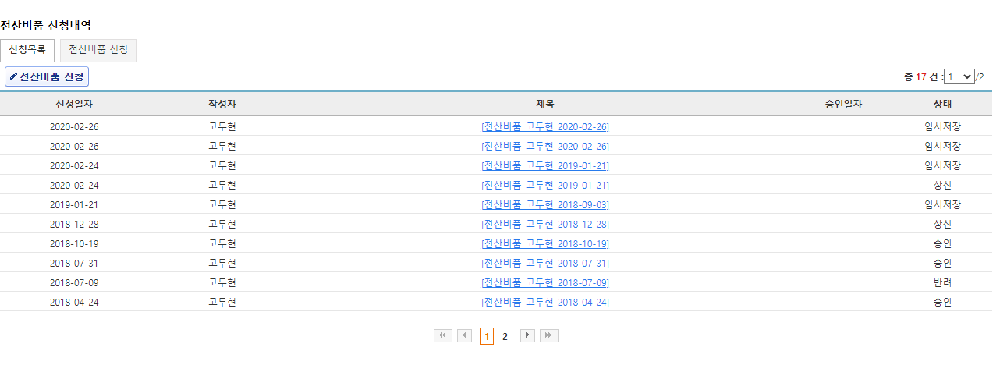 전산비품 신청내역
신청목록 전산비품 신청
전산비품 신청 총 17 건 : 1 /2
신청일자 작성자 제목 승인일자 상태
2020-02-26 고두현 [전산비품_고두현_2020-02-26] 임시저장
2020-02-26 고두현 [전산비품_고두현_2020-02-26] 임시저장
2020-02-24 고두현 [전산비품_고두현_2019-01-21] 임시저장
2020-02-24 고두현 [전산비품_고두현_2019-01-21] 상신
2019-01-21 고두현 [전산비품_고두현_2018-09-03] 임시저장
2018-12-28 고두현 [전산비품_고두현_2018-12-28] 상신
2018-10-19 고두현 [전산비품_고두현_2018-10-19] 승인
2018-07-31 고두현 [전산비품_고두현_2018-07-31] 승인
2018-07-09 고두현 [전산비품_고두현_2018-07-09] 반려
2018-04-24 고두현 [전산비품_고두현_2018-04-24] 승인
1 2